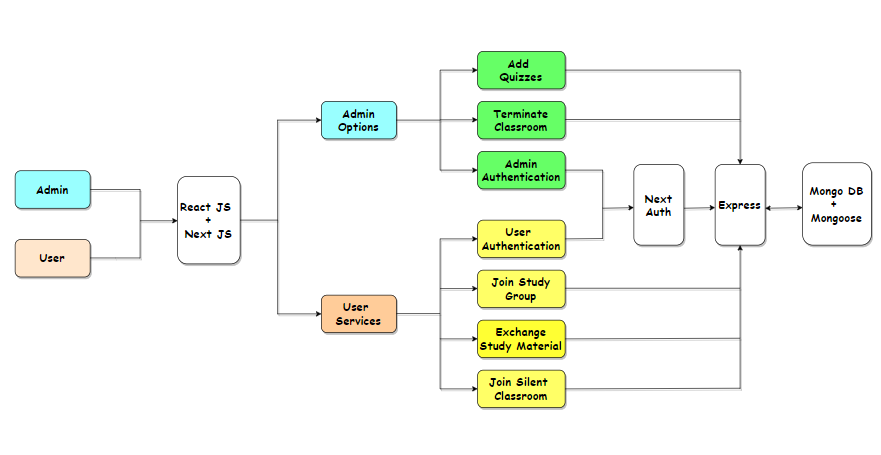 Admin
User
React JS
+
Next JS
Admin
Options
User
Services
Add
Quizzes
Terminate
Classroom
Admin
Authentication
User
Authentication
Join Study
Group
Exchange
Study Material
Join Silent
Classroom
Next
Auth
Express
Mongo DB
+
Mongoose